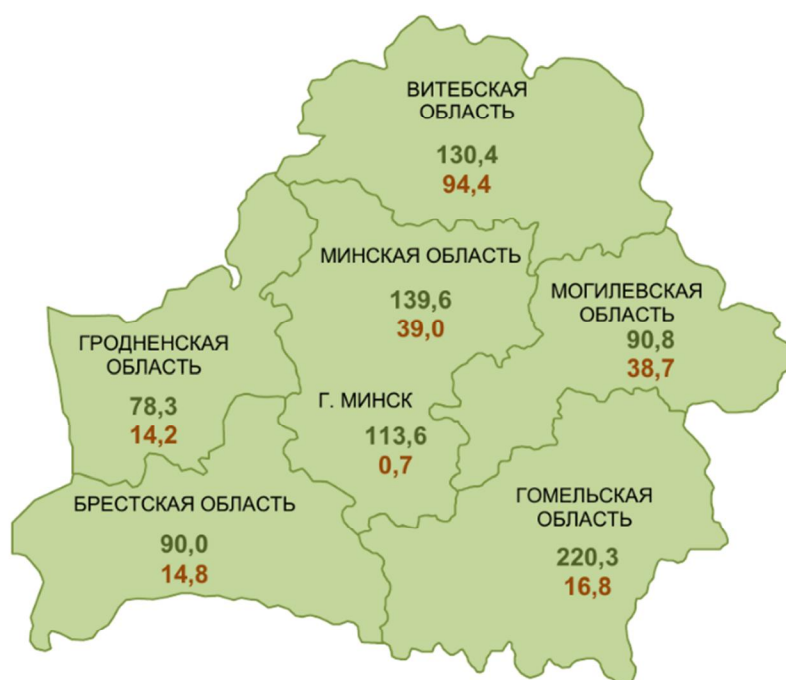 ВИТЕБСКАЯ
ОБЛАСТЬ
130,4
94,4
МИНСКАЯ ОБЛАСТЬ
139,6
39,0
МОГИЛЕВСКАЯ
ОБЛАСТЬ
90,8
38,7
ГРОДНЕНСКАЯ
ОБЛАСТЬ
78,3
14,2
Г. МИНСК
113,6
0,7
БРЕСТСКАЯ ОБЛАСТЬ
90,0
14,8
ГОМЕЛЬСКАЯ
ОБЛАСТЬ
220,3
16,8